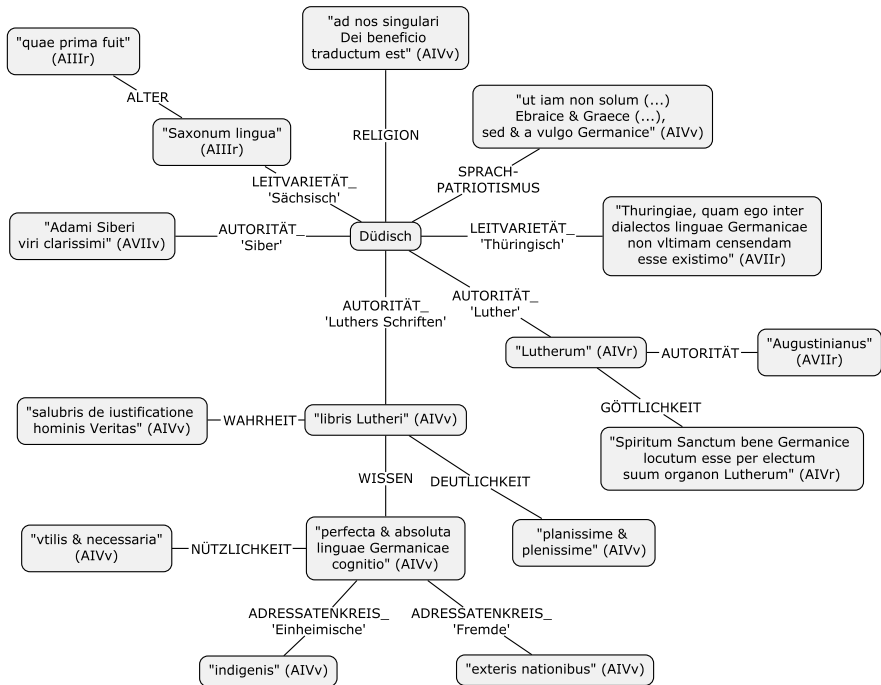 "ad nos singulari
Dei beneficio
traductum est" (AIVv)
"quae prima fuit"
(AIIIr)
ALTER
"ut iam non solum (...)
Ebraice & Graece (...),
sed & a vulgo Germanice" (AIVv)
"Saxonum lingua"
(AIIIr)
RELIGION
LEITVARIETÄT_
'Sächsisch'
SPRACH-
PATRIOTISMUS
"Adami Siberi
viri clarissimi" (AVIIv)
AUTORITÄT_
'Siber'
Düdisch
LEITVARIETÄT_
'Thüringisch'
"Thuringiae, quam ego inter
dialectos linguae Germanicae
non vltimam censendam
esse existimo" (AVIIr)
AUTORITÄT_
'Luthers Schriften'
AUTORITÄT_
'Luther'
"Lutherum" (AIVr)
AUTORITÄT
"Augustinianus"
(AVIIr)
GÖTTLICHKEIT
"Spiritum Sanctum bene Germanice
locutum esse per electum
suum organon Lutherum" (AIVr)
"salubris de iustificatione
hominis Veritas" (AIVv)
WAHRHEIT
"libris Lutheri" (AIVv)
WISSEN
DEUTLICHKEIT
"vtilis & necessaria"
(AIVv)
NÜTZLICHKEIT
"perfecta & absoluta
linguae Germanicae
cognitio" (AIVv)
"planissime &
plenissime" (AIVv)
ADRESSATENKREIS_
'Einheimische'
ADRESSATENKREIS_
'Fremde'
"indigenis" (AIVv)
"exteris nationibus" (AIVv)